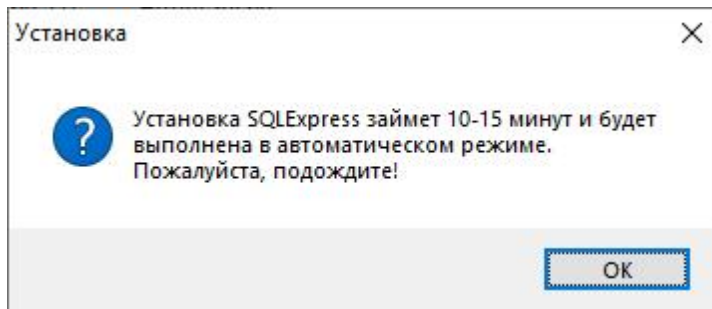 Установка
Установка SQLExpress займет 10-15 минут и будет
выполнена в автоматическом режиме.
Пожалуйста, подождите!
OK